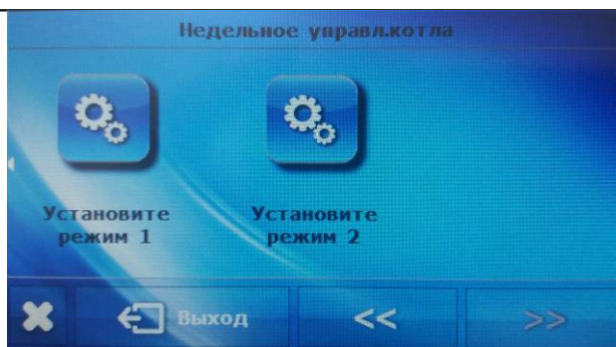 Недельное управл.котла
Установите
режим 1
Установите
режим 2
Выход
<<
>>